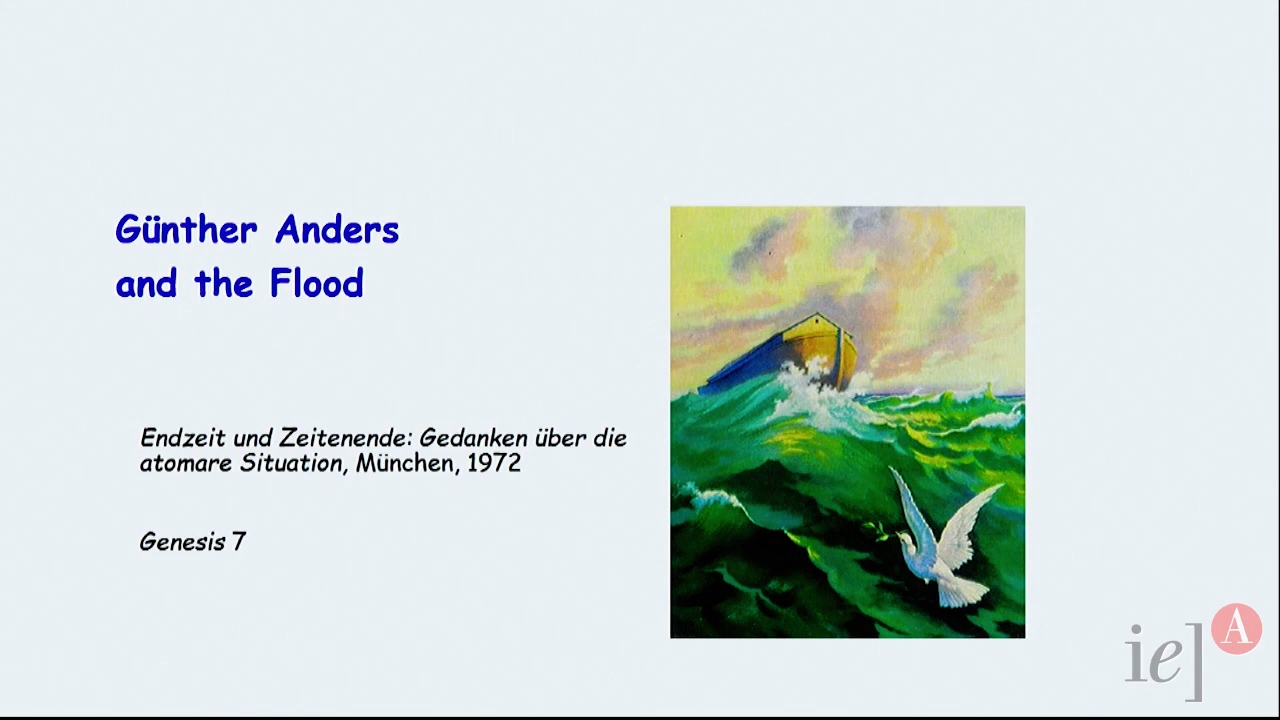 Günther Anders
and the Flood
Endzeit und Zeitenende: Gedanken über die
atomare Situation, München, 1972
Genesis 7
ie] A